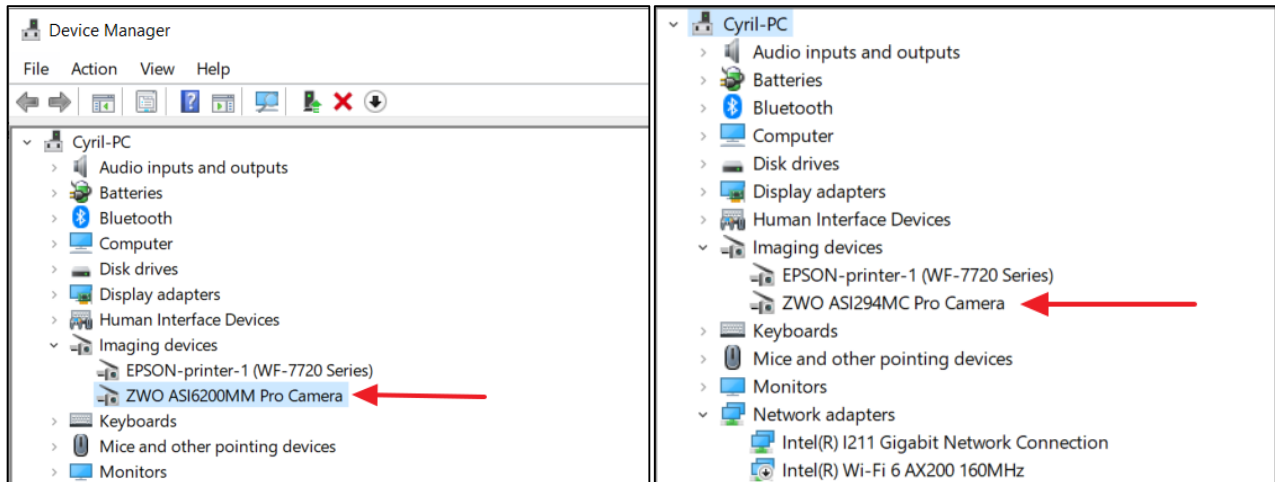 Device Manager
File Action View Help
Cyril-PC
Audio inputs and outputs
Batteries
Bluetooth
Computer
Disk drives
Display adapters
Human Interface Devices
Imaging devices
EPSON-printer-1 (WF-7720 Series)
ZWO ASI6200MM Pro Camera
Keyboards
Mice and other pointing devices
Monitors
Cyril-PC
Audio inputs and outputs
Batteries
Bluetooth
Computer
Disk drives
Display adapters
Human Interface Devices
Imaging devices
EPSON-printer-1 (WF-7720 Series)
ZWO ASI294MC Pro Camera
Keyboards
Mice and other pointing devices
Monitors
Network adapters
Intel(R) I211 Gigabit Network Connection
Intel(R) Wi-Fi 6 AX200 160MHz